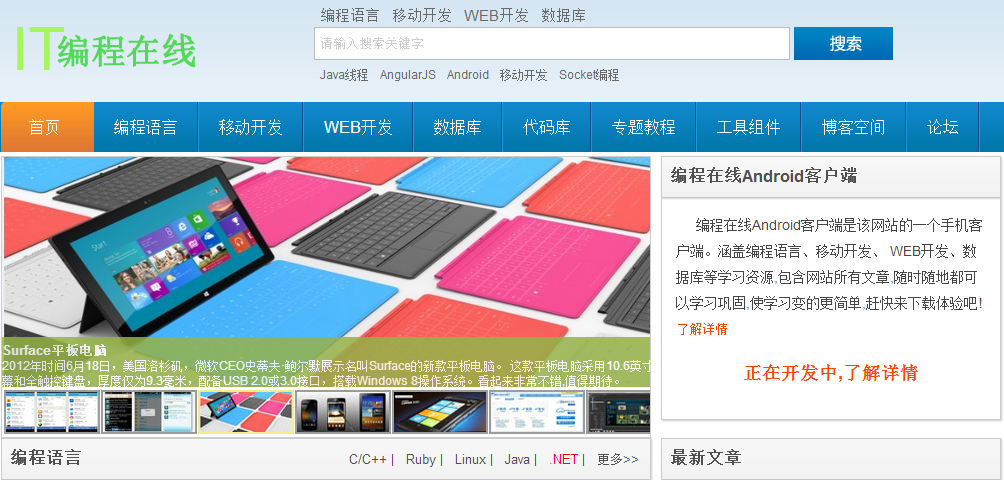 编程语言 移动开发 WEB开发 数据库
IT编程在线
请输入搜索关键字
搜索
Java线程 AngularJS Android 移动开发 Socket编程
首页 编程语言 移动开发 WEB开发 数据库 代码库 专题教程 工具组件 博客空间 论坛
Start
Surface平板电脑
2012年时间6月18日，美国洛杉矶，微软CEO史蒂夫·鲍尔默展示名叫Surface的新款平板电脑。 这款平板电脑采用10.6英寸
幕和全触控键盘，厚度仅为9.3毫米，配备USB 2.0或3.0接口，搭载Windows 8操作系统。看起来非常不错,值得期待。
编程在线Android客户端
编程在线Android客户端是该网站的一个手机客
户端。涵盖编程语言、移动开发、 WEB开发、数
据库等学习资源,包含网站所有文章,随时随地都可
以学习巩固,使学习变的更简单,赶快来下载体验吧!
了解详情
正在开发中,了解详情
编程语言 C/C++ | Ruby | Linux | Java | .NET | 更多>>
最新文章